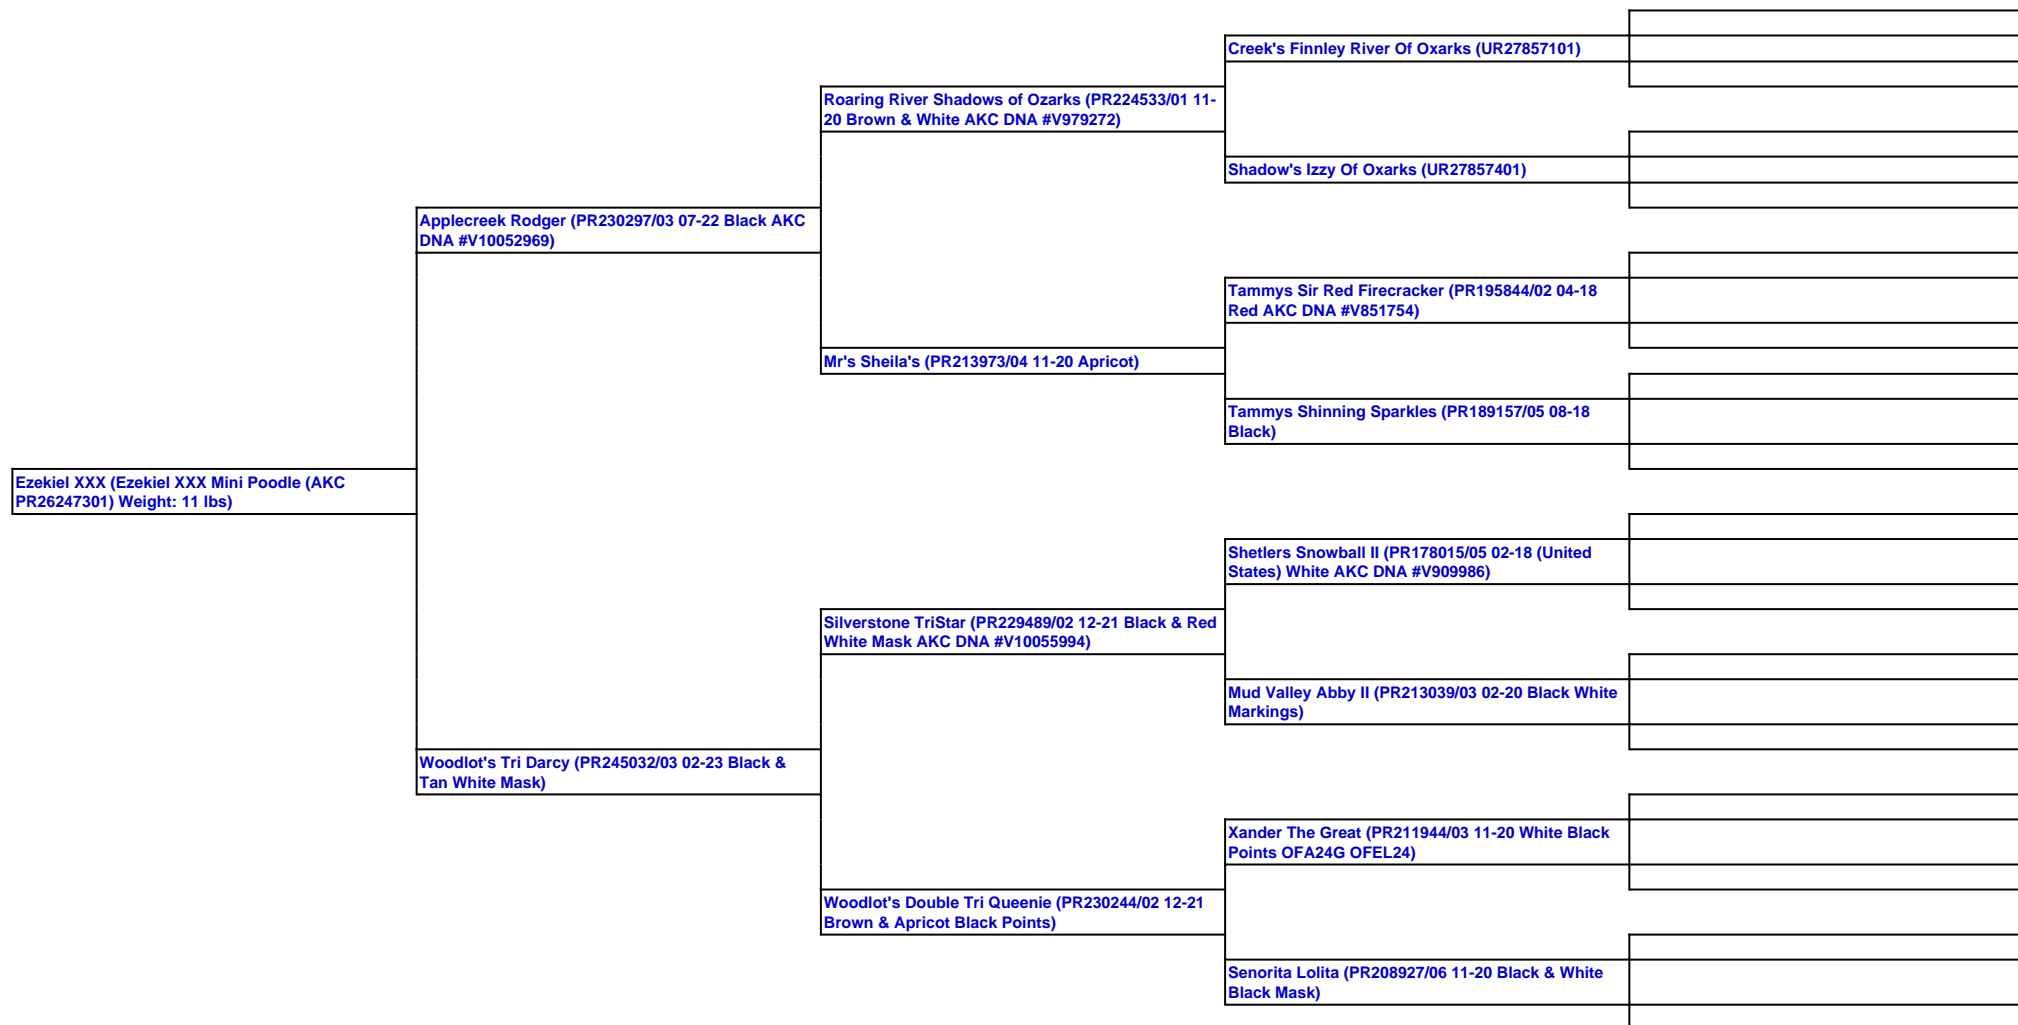 Creek's Finnley River Of Oxarks (UR27857101)
Roaring River Shadows of Ozarks (PR224533/01 11-
20 Brown & White AKC DNA #V979272)
Shadow's Izzy Of Oxarks (UR27857401)
Applecreek Rodger (PR230297/03 07-22 Black AKC
DNA #V10052969)
Tammys Sir Red Firecracker (PR195844/02 04-18
Red AKC DNA #V851754)
Mr's Sheila's (PR213973/04 11-20 Apricot)
Tammys Shinning Sparkles (PR189157/05 08-18
Black)
Ezekiel XXX (Ezekiel XXX Mini Poodle (AKC
PR26247301) Weight: 11 lbs)
Shetlers Snowball II (PR178015/05 02-18 (United
States) White AKC DNA #V909986)
Silverstone TriStar (PR229489/02 12-21 Black & Red
White Mask AKC DNA #V10055994)
Mud Valley Abby II (PR213039/03 02-20 Black White
Markings)
Woodlot's Tri Darcy (PR245032/03 02-23 Black &
Tan White Mask)
Xander The Great (PR211944/03 11-20 White Black
Points OFA24G OFEL24)
Woodlot's Double Tri Queenie (PR230244/02 12-21
Brown & Apricot Black Points)
Senorita Lolita (PR208927/06 11-20 Black & White
Black Mask)